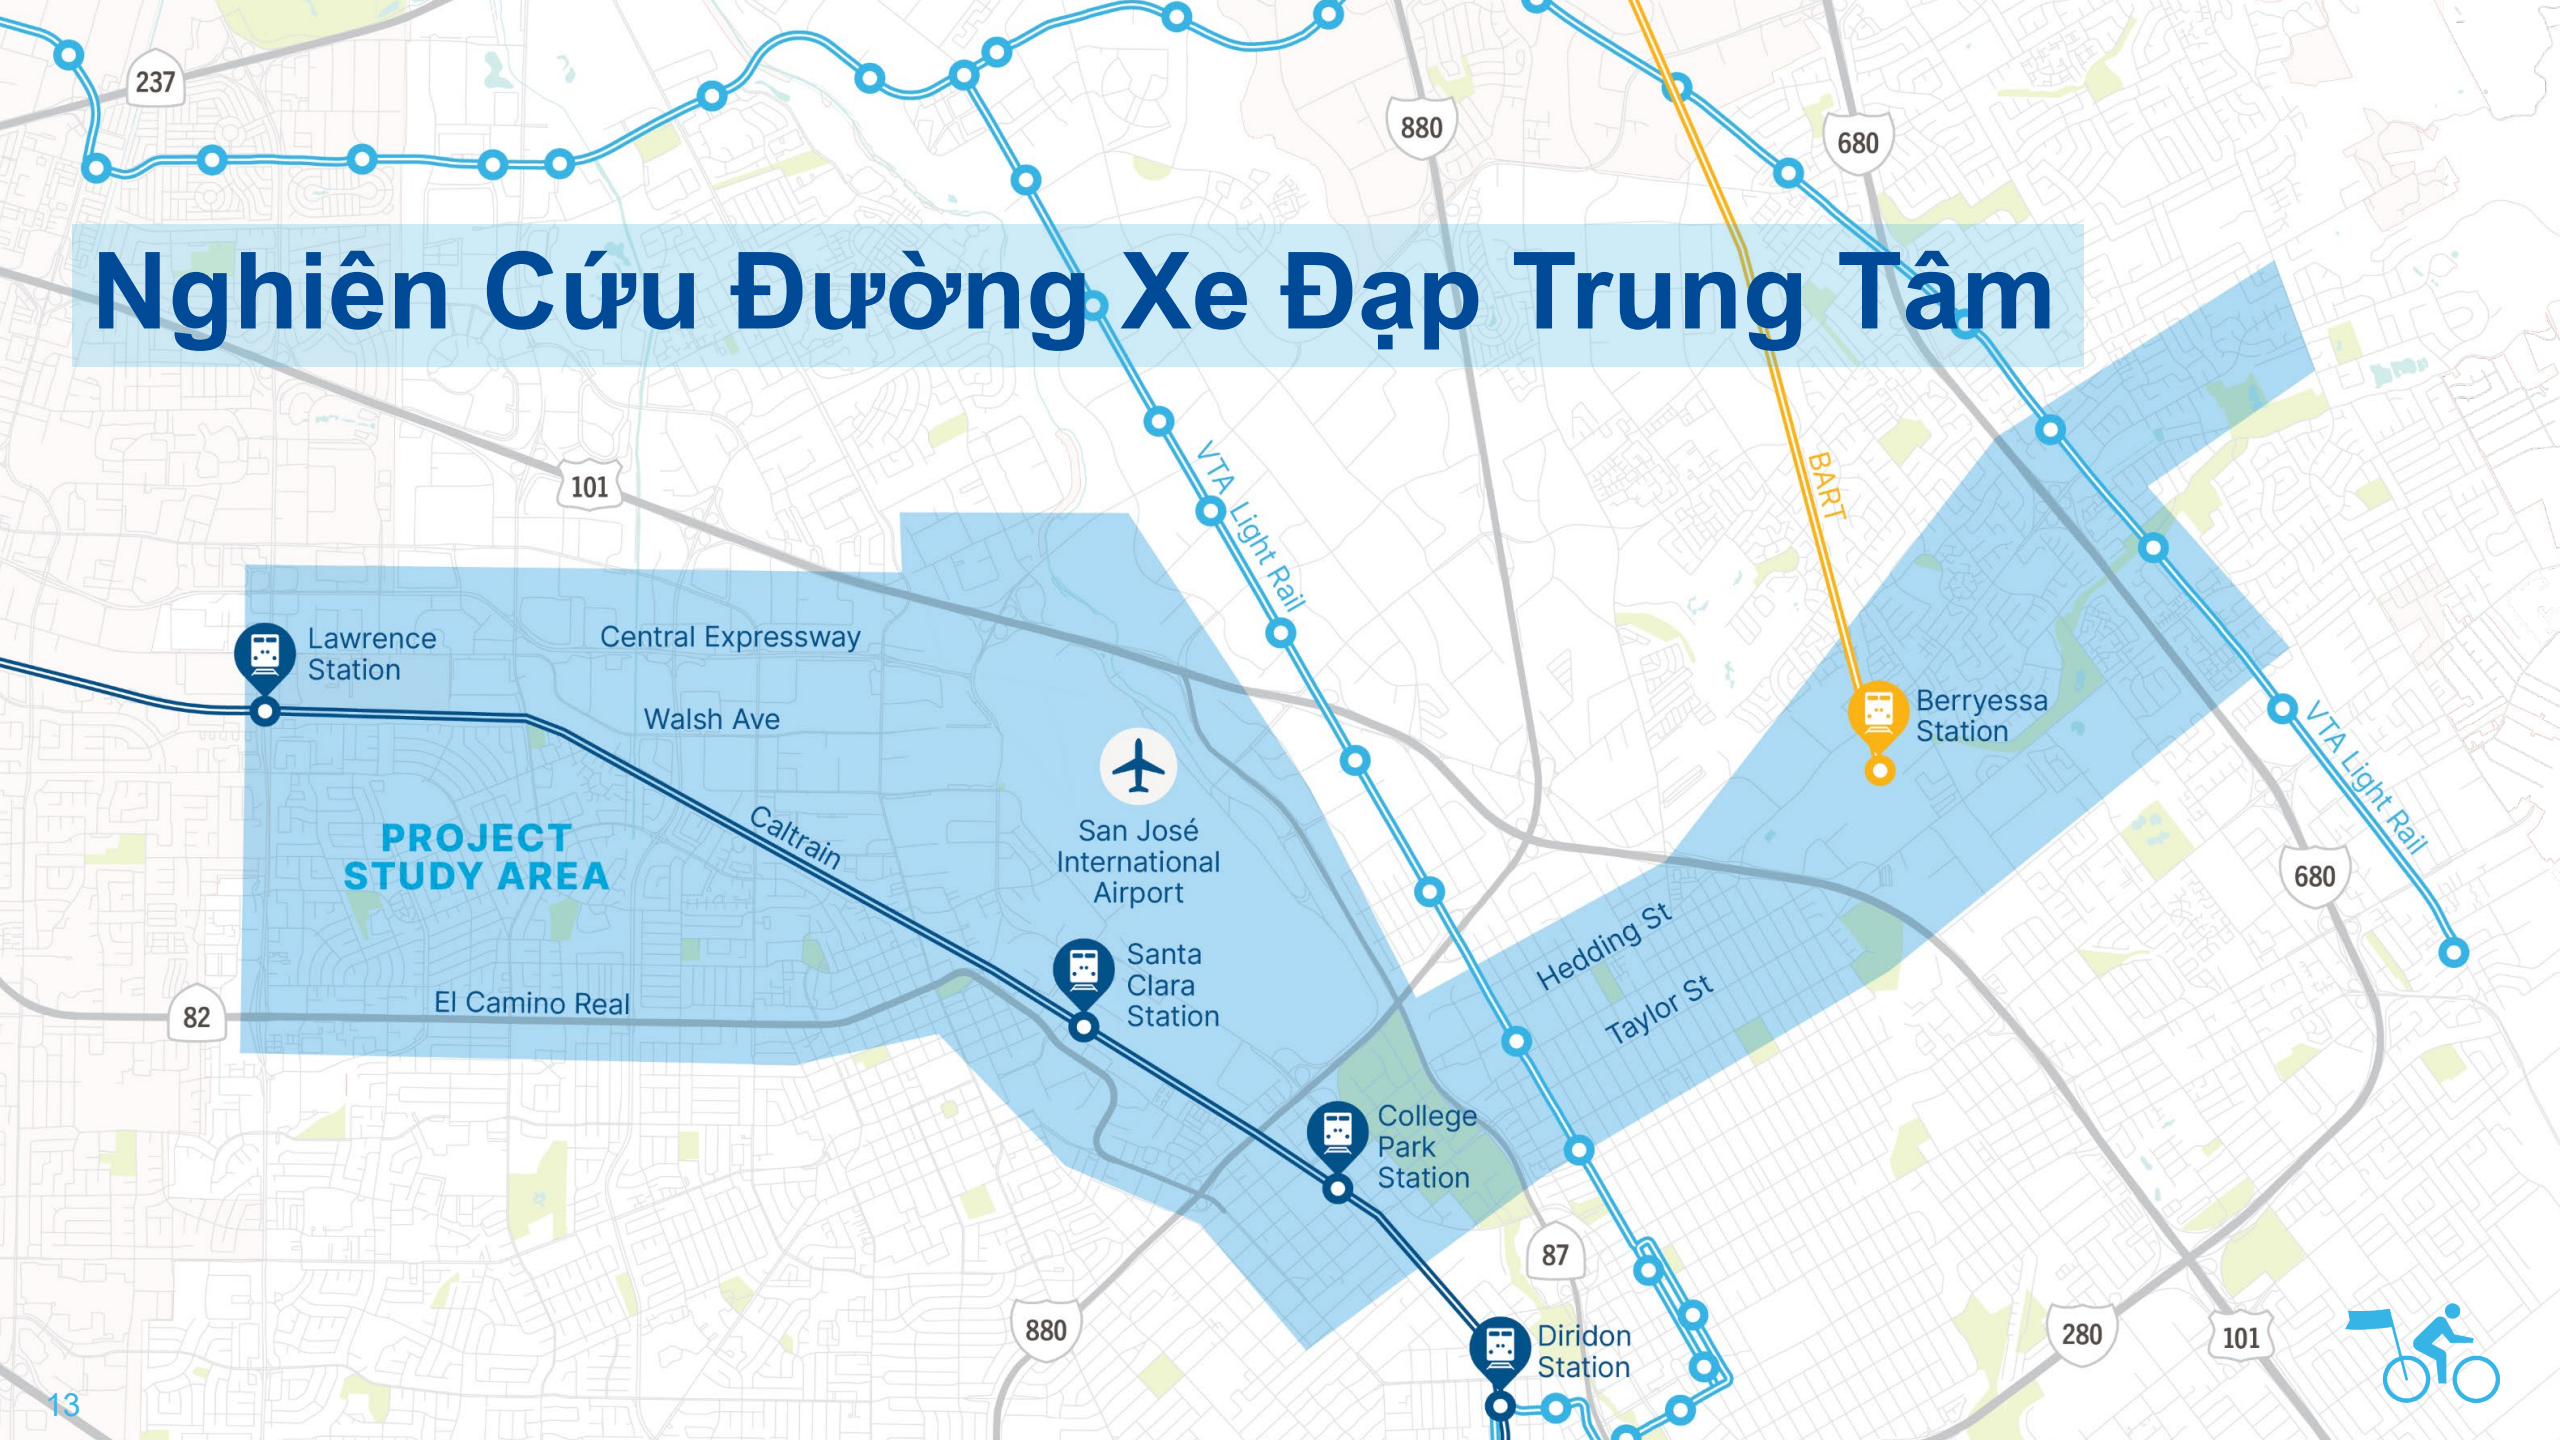 237
880
680
Nghiên Cứu Đường Xe Đạp Trung Tâm
101
VTA Light Rail
BART
Lawrence
Station
Central Expressway
Walsh Ave
Berryessa
Station
VTA Light Rail
PROJECT
STUDY AREA
Caltrain
San José
International
Airport
680
Hedding St
Taylor St
Santa
Clara
Station
82
El Camino Real
College
Park
Station
87
880
Diridon
Station
280
101
13